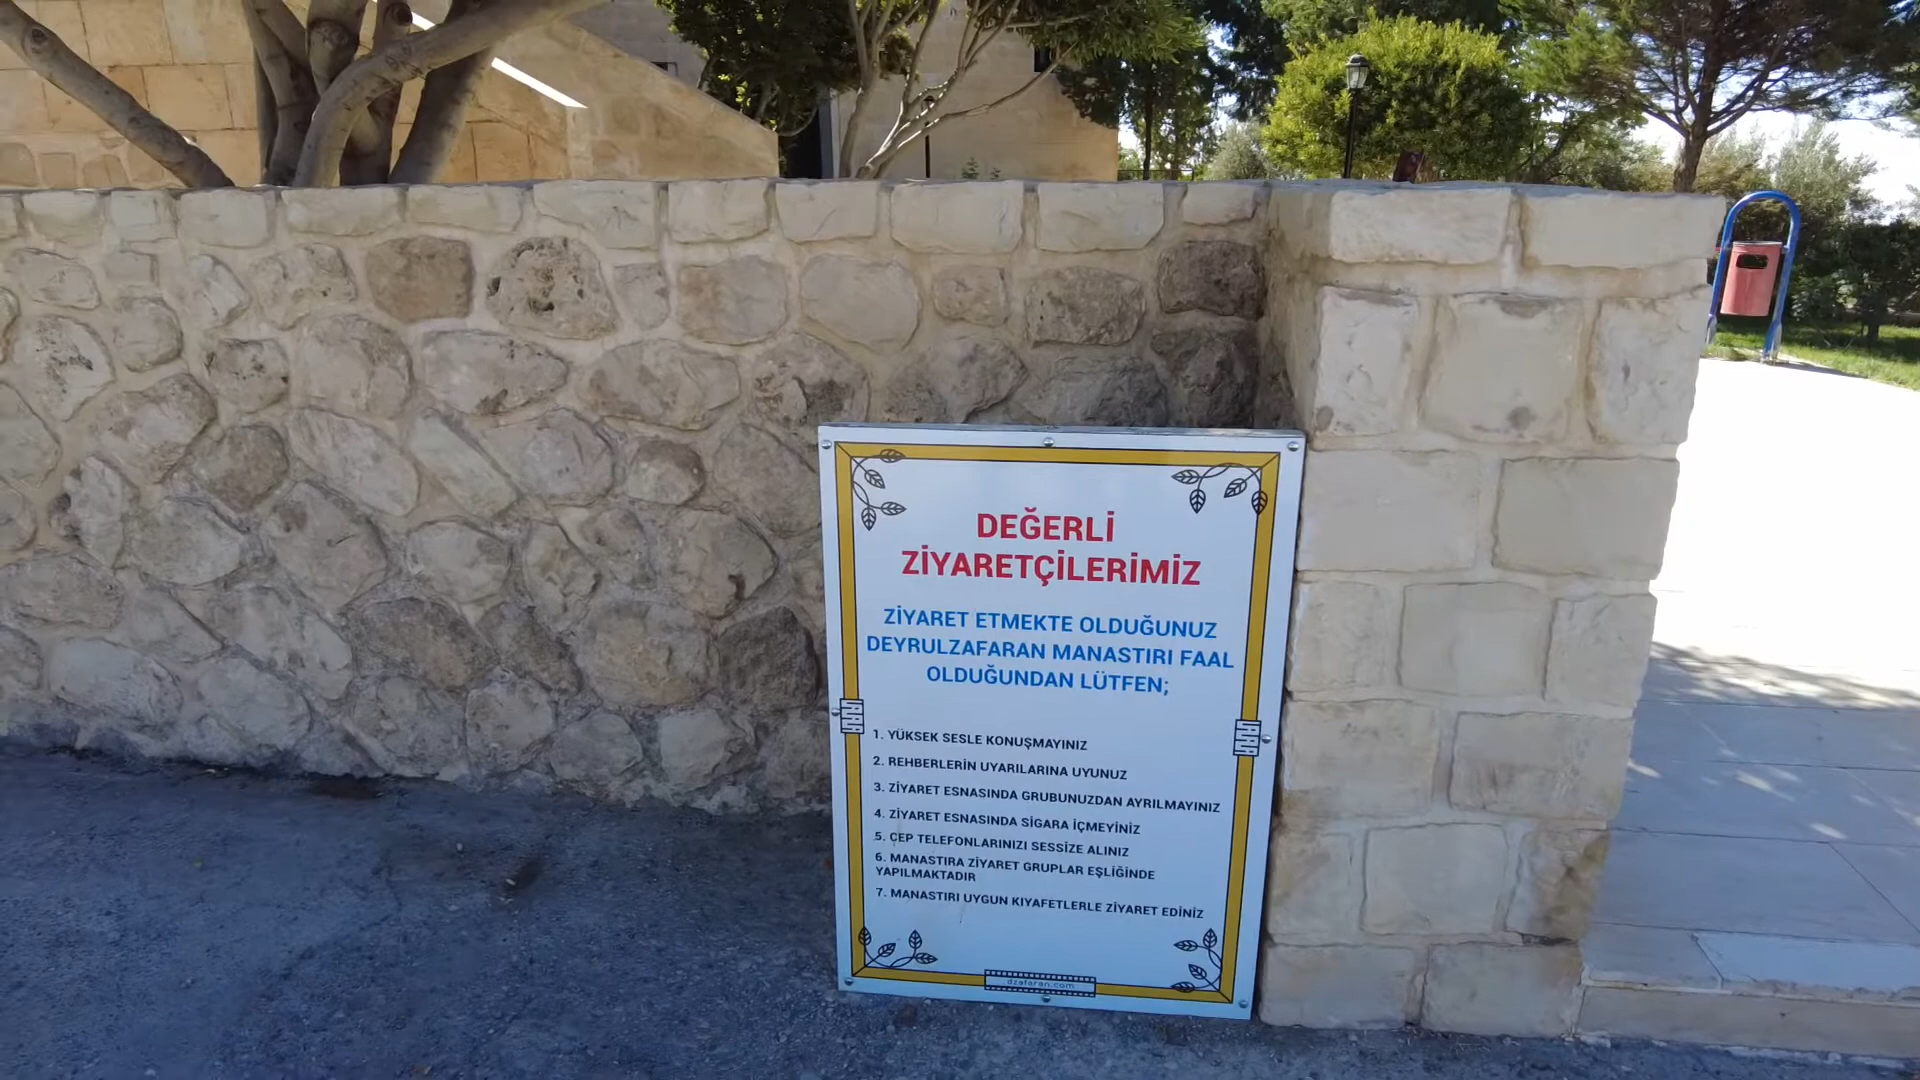 DEĞERLİ
ZİYARETÇİLERİMİZ
ZİYARET ETMEKTE OLDUĞUNUZ
DEYRULZAFARAN MANASTIRI FAAL
OLDUĞUNDAN LÜTFEN;
1. YÜKSEK SESLE KONUŞMAYINIZ
2. REHBERLERİN UYARILARINA UYUNUZ
3. ZİYARET ESNASINDA GRUBUNUZDAN AYRILMAYINIZ
4. ZİYARET ESNASINDA SİGARA İÇMEYİNİZ
5. CEP TELEFONLARINIZI SESSİZE ALINIZ
6. MANASTIRA ZİYARET GRUPLAR EŞLİĞİNDE
YAPILMAKTADIR
7. MANASTIRI UYGUN KIYAFETLERLE ZİYARET EDİNİZ
dzafaran.com